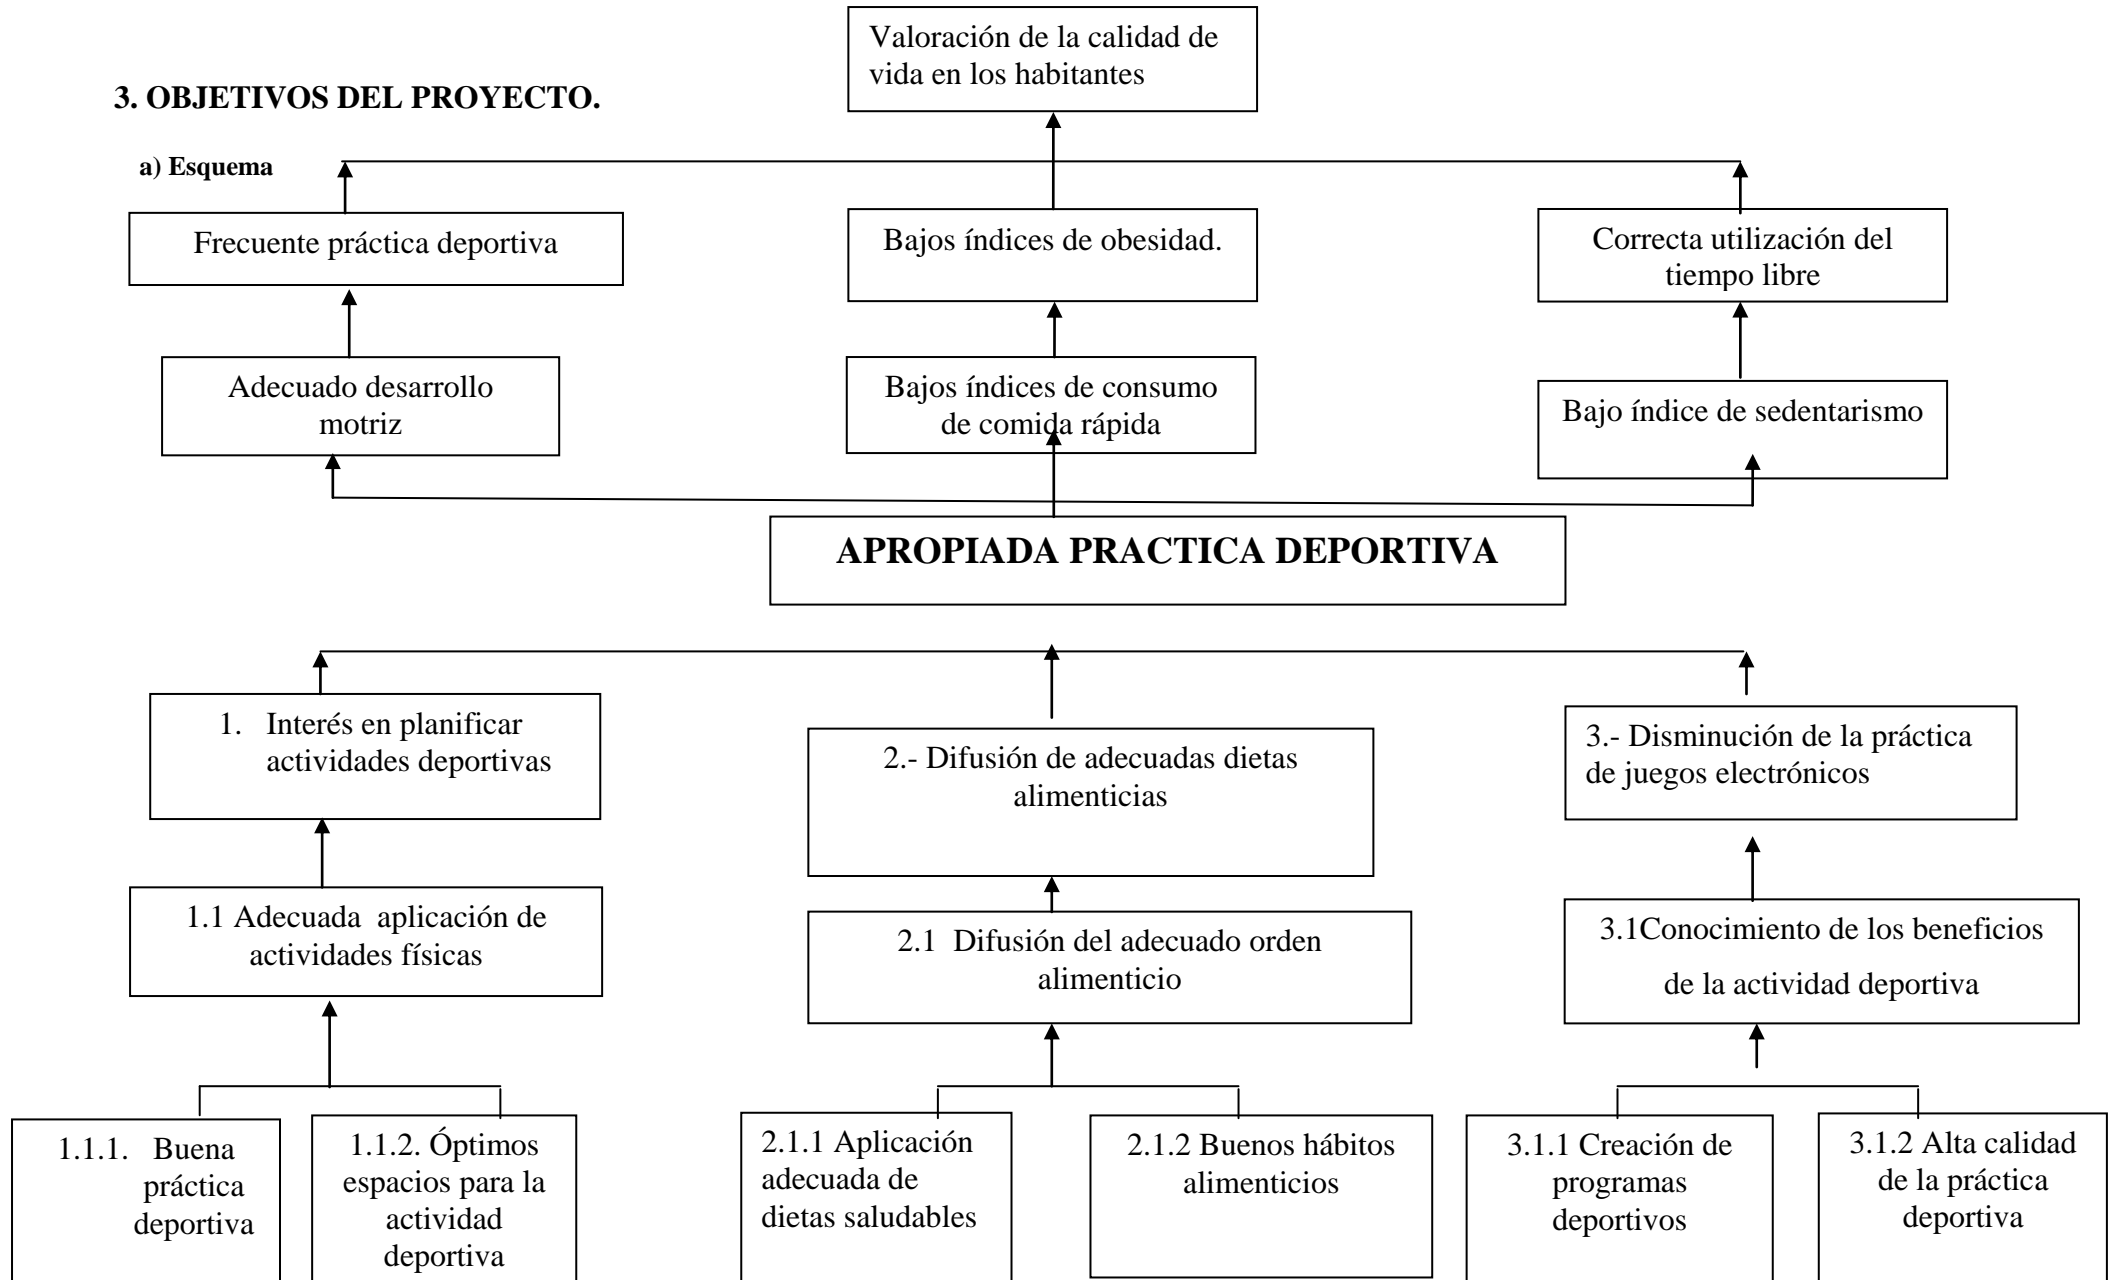 Valoración de la calidad de
vida en los habitantes
3. OBJETIVOS DEL PROYECTO.
a) Esquema
Frecuente práctica deportiva
Bajos índices de obesidad.
Correcta utilización del
tiempo libre
Adecuado desarrollo
motriz
Bajos índices de consumo
de comida rápida
Bajo índice de sedentarismo
APROPIADA PRACTICA DEPORTIVA
1. Interés en planificar
actividades deportivas
2.- Difusión de adecuadas dietas
alimenticias
3.- Disminución de la práctica
de juegos electrónicos
1.1 Adecuada aplicación de
actividades físicas
2.1 Difusión del adecuado orden
alimenticio
3.1Conocimiento de los beneficios
de la actividad deportiva
1.1.1. Buena
práctica
deportiva
1.1.2. Óptimos
espacios para la
actividad
deportiva
2.1.1 Aplicación
adecuada de
dietas saludables
2.1.2 Buenos hábitos
alimenticios
3.1.1 Creación de
programas
deportivos
3.1.2 Alta calidad
de la práctica
deportiva